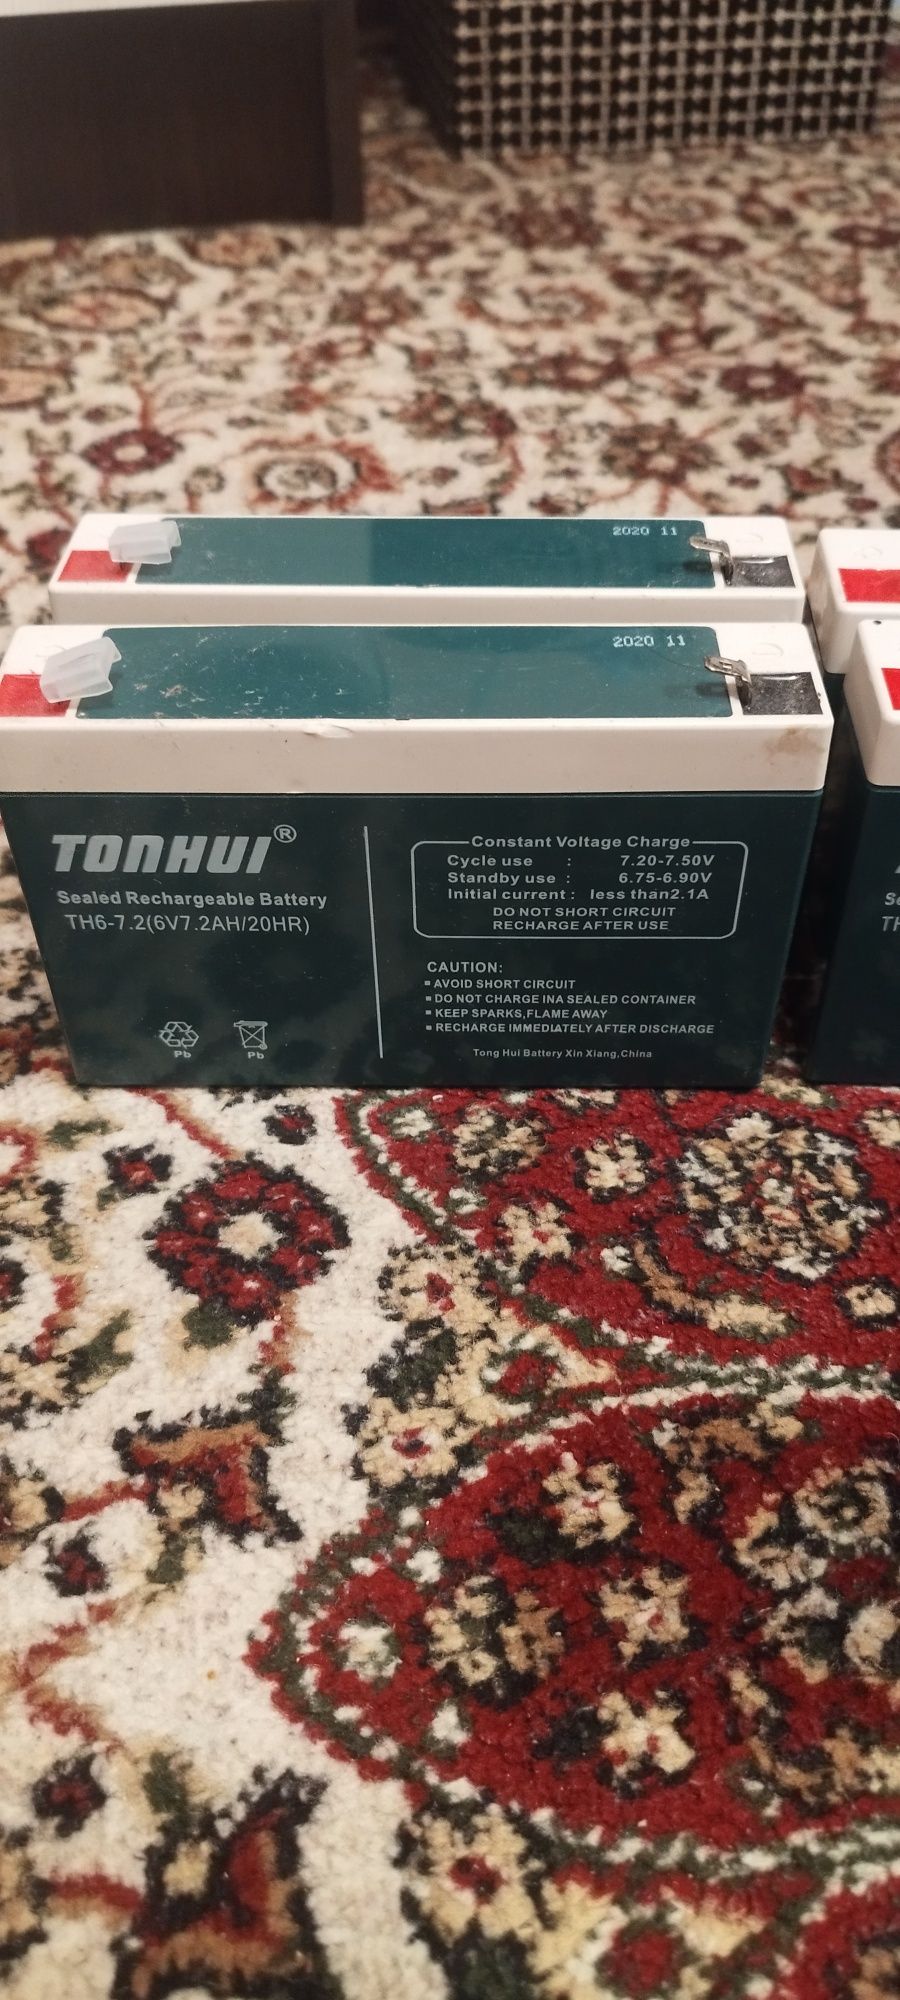 2020 11
2020 11
TONHUI®
Sealed Rechargeable Battery
TH6-7.2(6V7.2AH/20HR)
Pb
Pb
Constant Voltage Charge
Cycle use : 7.20-7.50V
Standby use : 6.75-6.90V
Initial current : less than2.1A
DO NOT SHORT CIRCUIT
RECHARGE AFTER USE
CAUTION:
▪ AVOID SHORT CIRCUIT
▪ DO NOT CHARGE INA SEALED CONTAINER
▪ KEEP SPARKS,FLAME AWAY
▪ RECHARGE IMMEDIATELY AFTER DISCHARGE
Tong Hui Battery Xin Xiang,China